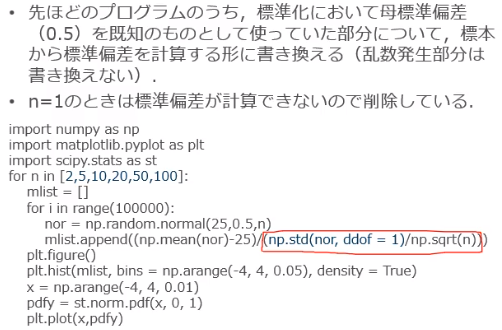 • 先ほどのプログラムのうち，標準化において母標準偏差
（0.5）を既知のものとして使っていた部分について，標本
から標準偏差を計算する形に書き換える（乱数発生部分は
書き換えない）．
• n=1のときは標準偏差が計算できないので削除している．
import numpy as np
import matplotlib.pyplot as plt
import scipy.stats as st
for n in [2,5,10,20,50,100]:
    mlist = []
    for i in range(100000):
        nor = np.random.normal(25,0.5,n)
        mlist.append((np.mean(nor)-25)/(np.std(nor, ddof = 1)/np.sqrt(n)))
    plt.figure()
    plt.hist(mlist, bins = np.arange(-4, 4, 0.05), density = True)
    x = np.arange(-4, 4, 0.01)
    pdfy = st.norm.pdf(x, 0, 1)
    plt.plot(x,pdfy)